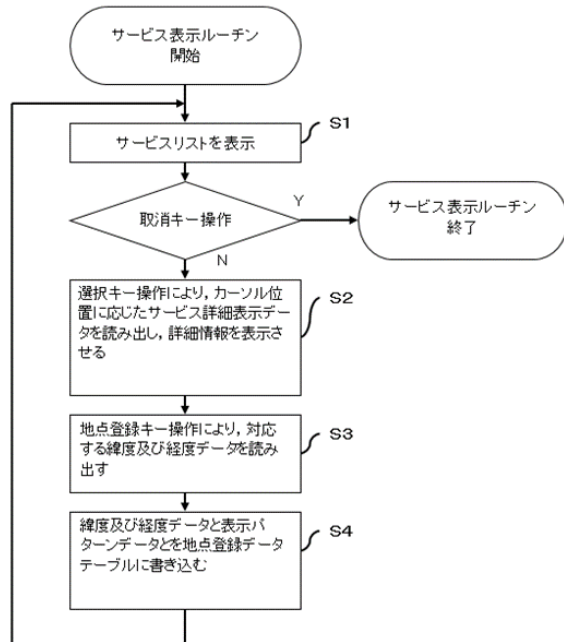 サービス表示ルーチン
開始
サービスリストを表示
S1
取消キー操作
Y
サービス表示ルーチン
終了
N
選択キー操作により，カーソル位
置に応じたサービス詳細表示デー
タを読み出し，詳細情報を表示さ
せる
S2
地点登録キー操作により，対応
する緯度及び経度データを読み
出す
S3
緯度及び経度データと表示パ
ターンデータとを地点登録データ
テーブルに書き込む
S4